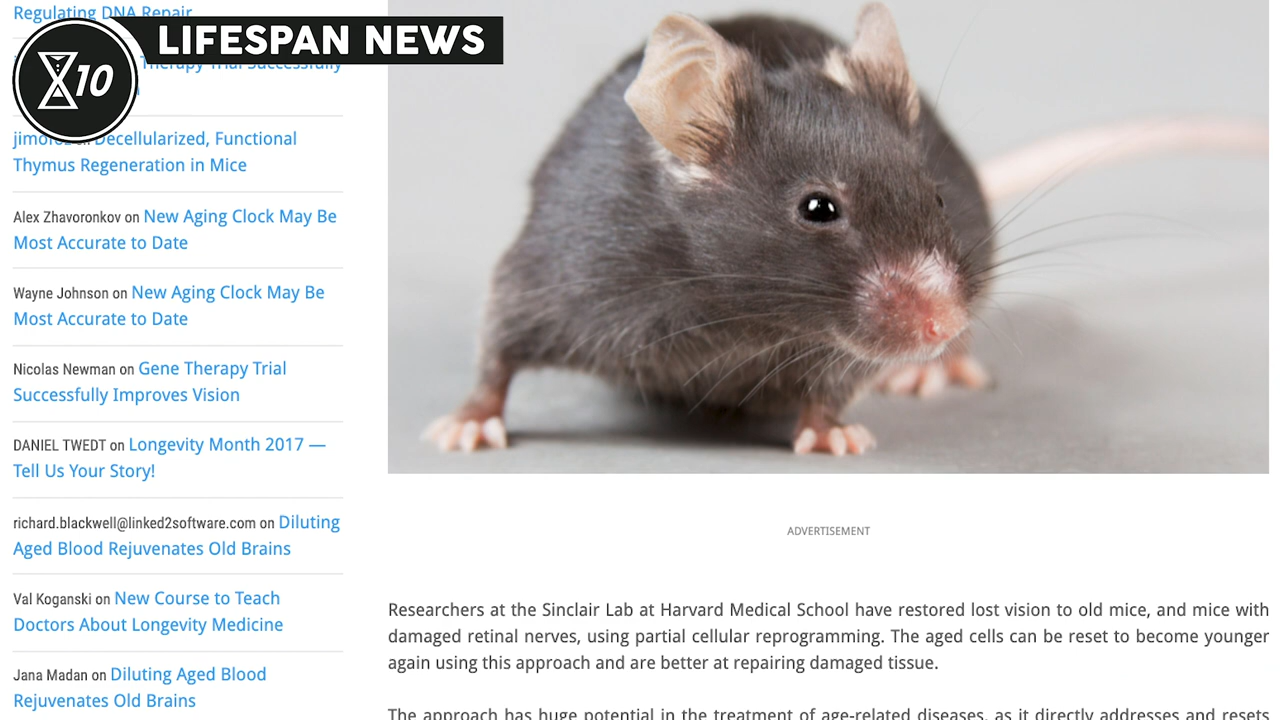 Regulating DNA Repair
LIFESPAN NEWS
X10
Therapy Trial Successfully
Decellularized, Functional
Thymus Regeneration in Mice
Alex Zhavoronkov on New Aging Clock May Be
Most Accurate to Date
Wayne Johnson on New Aging Clock May Be
Most Accurate to Date
Nicolas Newman on Gene Therapy Trial
Successfully Improves Vision
DANIEL TWEDT on Longevity Month 2017 —
Tell Us Your Story!
richard.blackwell@linked2software.com on Diluting
Aged Blood Rejuvenates Old Brains
Val Koganski on New Course to Teach
Doctors About Longevity Medicine
Jana Madan on Diluting Aged Blood
Rejuvenates Old Brains
ADVERTISEMENT
Researchers at the Sinclair Lab at Harvard Medical School have restored lost vision to old mice, and mice with
damaged retinal nerves, using partial cellular reprogramming. The aged cells can be reset to become younger
again using this approach and are better at repairing damaged tissue.
The approach has huge potential in the treatment of age-related diseases, as it directly addresses and resets